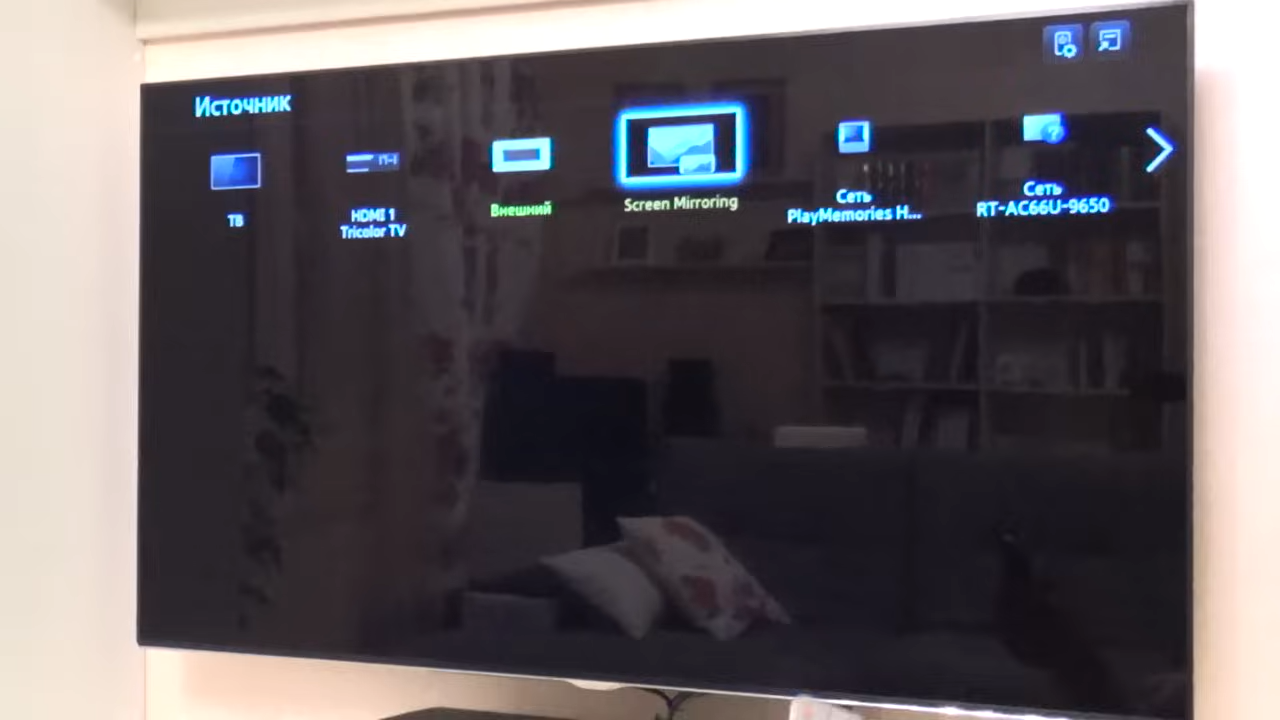 Источник
ТВ
HDMI 1
Tricolor TV
Внешний
Screen Mirroring
Сеть
PlayMemories H...
Сеть
RT-AC66U-9650